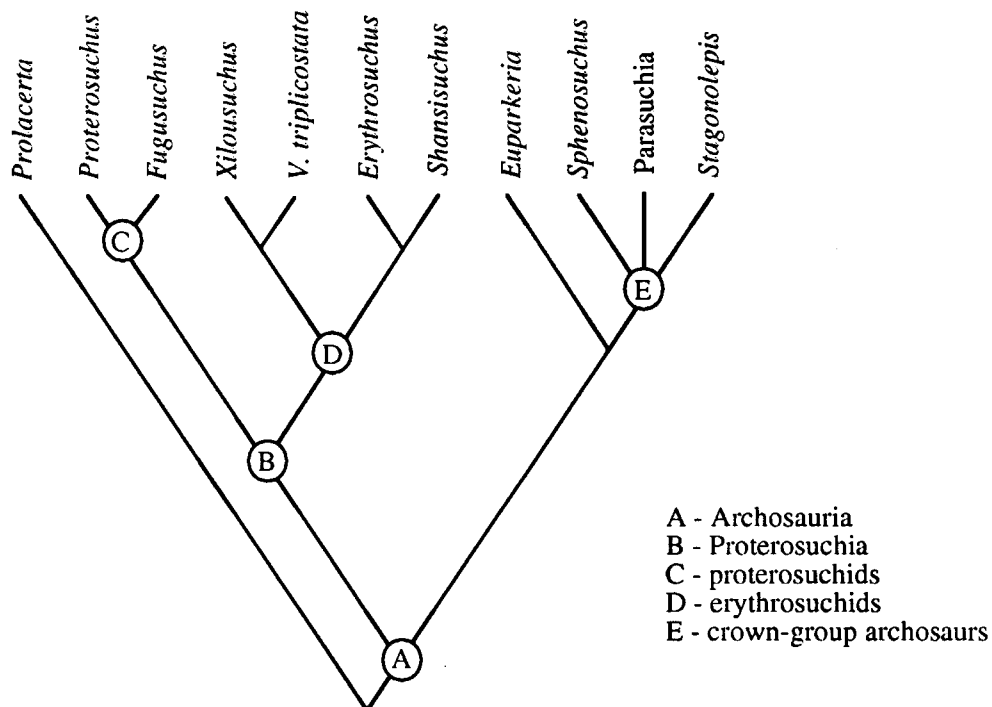 Prolacerta
Proterosuchus
Fugusuchus
Xilousuchus
V. triplicostata
Erythrosuchus
Shansisuchus
Euparkeria
Sphenosuchus
Parasuchia
Stagonolepis
C
E
D
B
A
A - Archosauria
B - Proterosuchia
C - proterosuchids
D - erythrosuchids
E - crown-group archosaurs